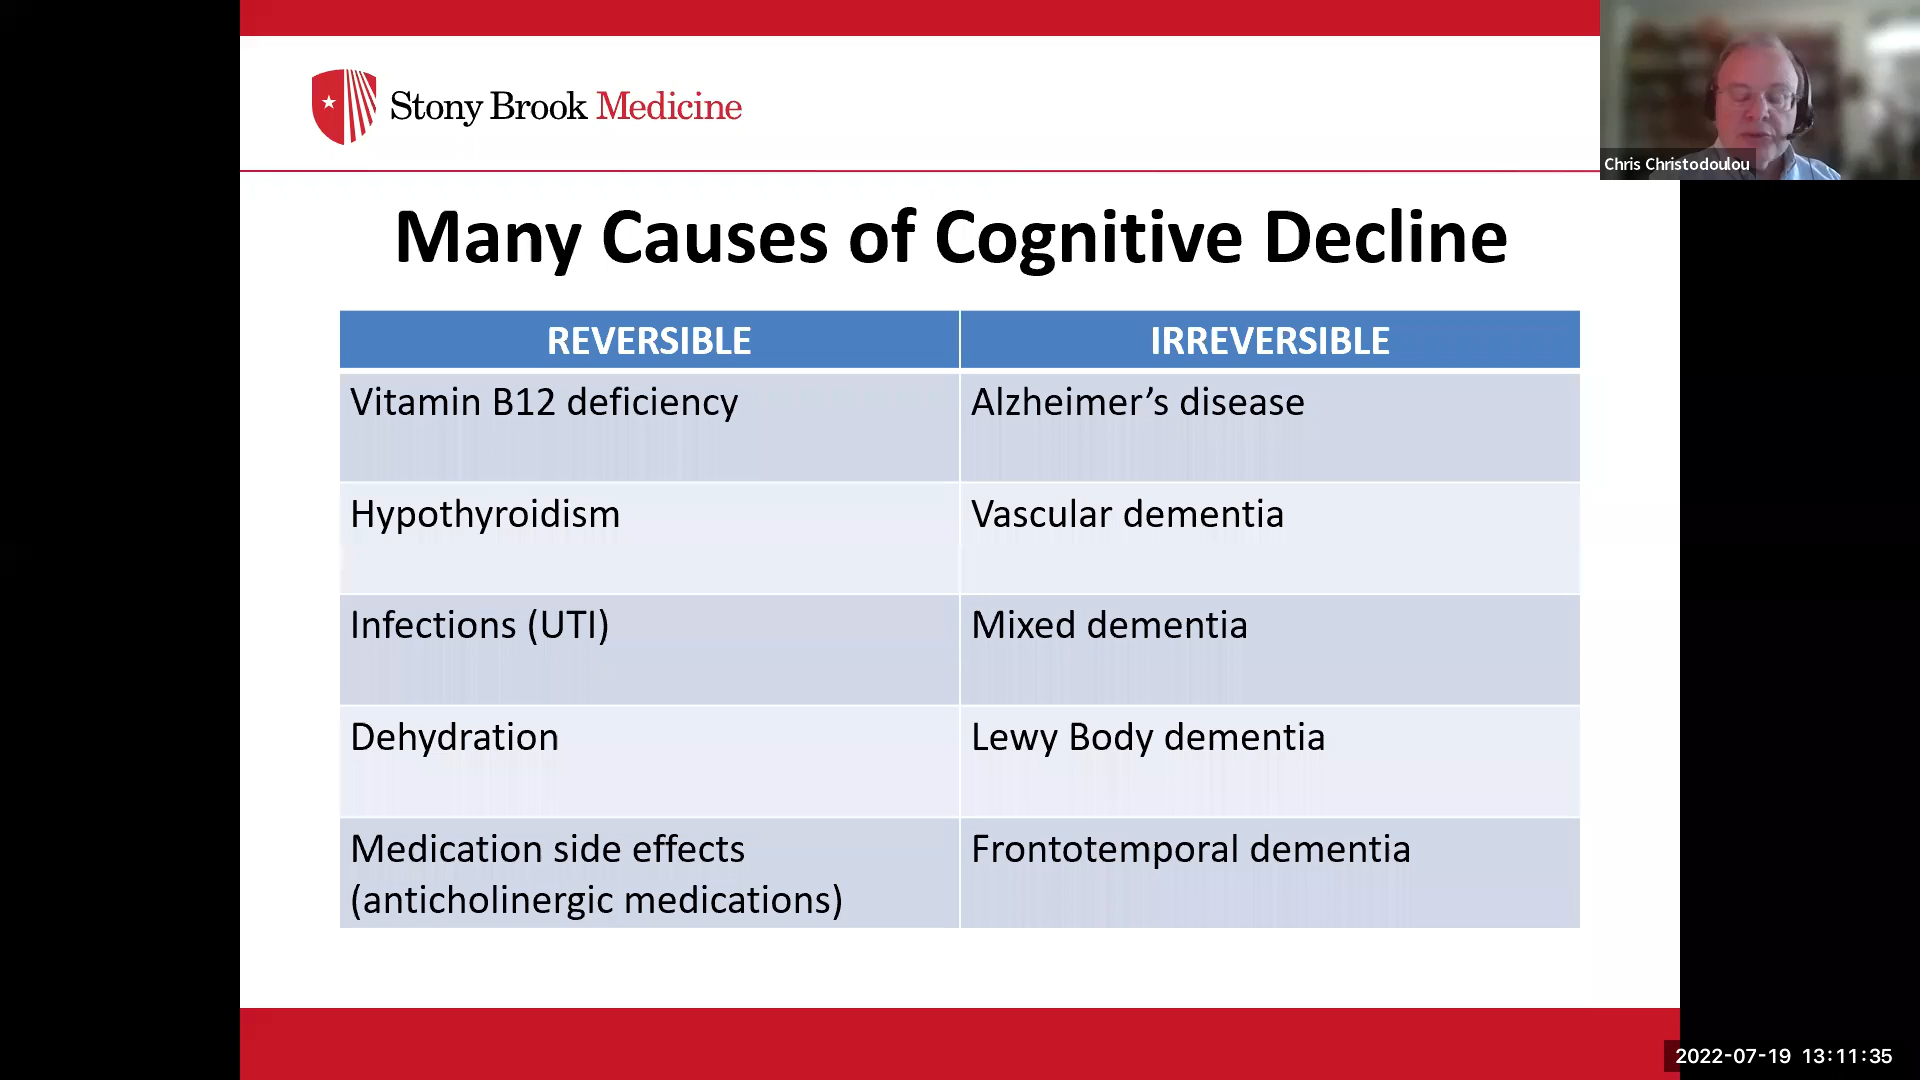 Stony Brook Medicine
Chris Christodoulou
Many Causes of Cognitive Decline
REVERSIBLE
IRREVERSIBLE
Vitamin B12 deficiency
Alzheimer’s disease
Hypothyroidism
Vascular dementia
Infections (UTI)
Mixed dementia
Dehydration
Lewy Body dementia
Medication side effects
(anticholinergic medications)
Frontotemporal dementia
2022-07-19 13:11:35